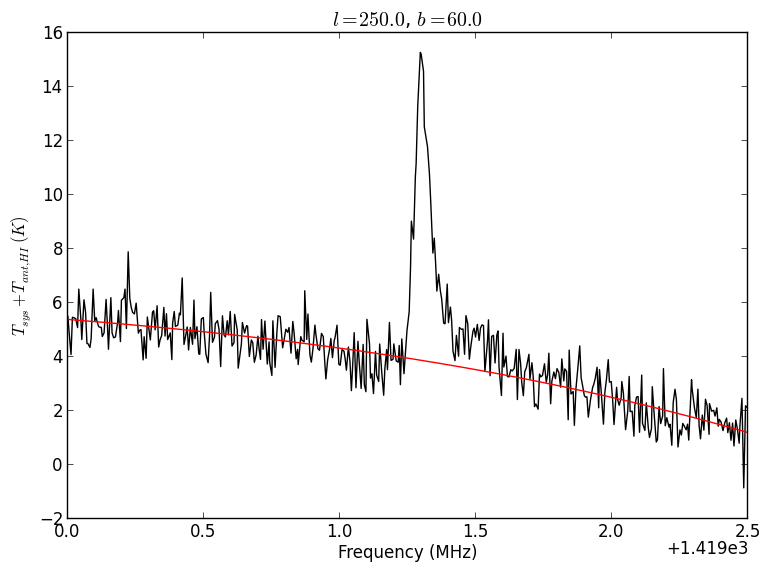 l = 250.0, b = 60.0
T_sys + T_ant,HI (K)
16
14
12
10
8
6
4
2
0
−2
0.0 0.5 1.0 1.5 2.0 2.5
Frequency (MHz)
+1.419e3